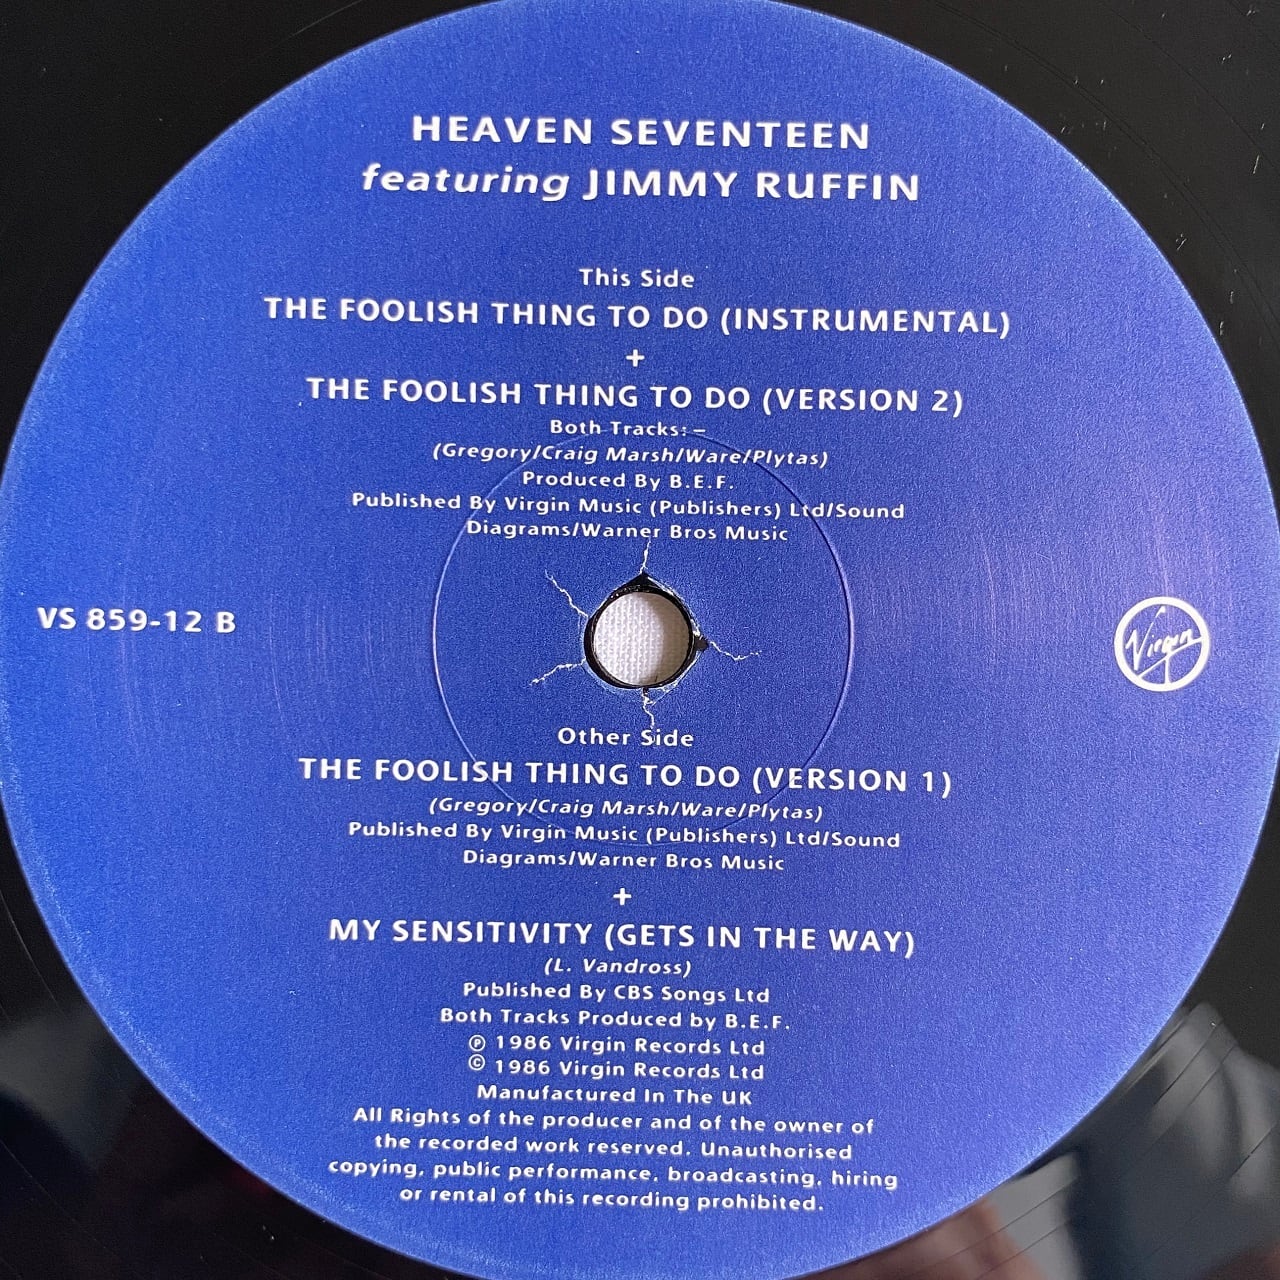 HEAVEN SEVENTEEN
featuring JIMMY RUFFIN
This Side
THE FOOLISH THING TO DO (INSTRUMENTAL)
+
THE FOOLISH THING TO DO (VERSION 2)
Both Tracks:–
(Gregory/Craig Marsh/Ware/Plytas)
Produced By B.E.F.
Published By Virgin Music (Publishers) Ltd/Sound
Diagrams/Warner Bros Music
VS 859-12 B
Virgin
Other Side
THE FOOLISH THING TO DO (VERSION 1)
(Gregory/Craig Marsh/Ware/Plytas)
Published By Virgin Music (Publishers) Ltd/Sound
Diagrams/Warner Bros Music
+
MY SENSITIVITY (GETS IN THE WAY)
(L. Vandross)
Published By CBS Songs Ltd
Both Tracks Produced by B.E.F.
℗ 1986 Virgin Records Ltd
© 1986 Virgin Records Ltd
Manufactured In The UK
All Rights of the producer and of the owner of
the recorded work reserved. Unauthorised
copying, public performance, broadcasting, hiring
or rental of this recording prohibited.